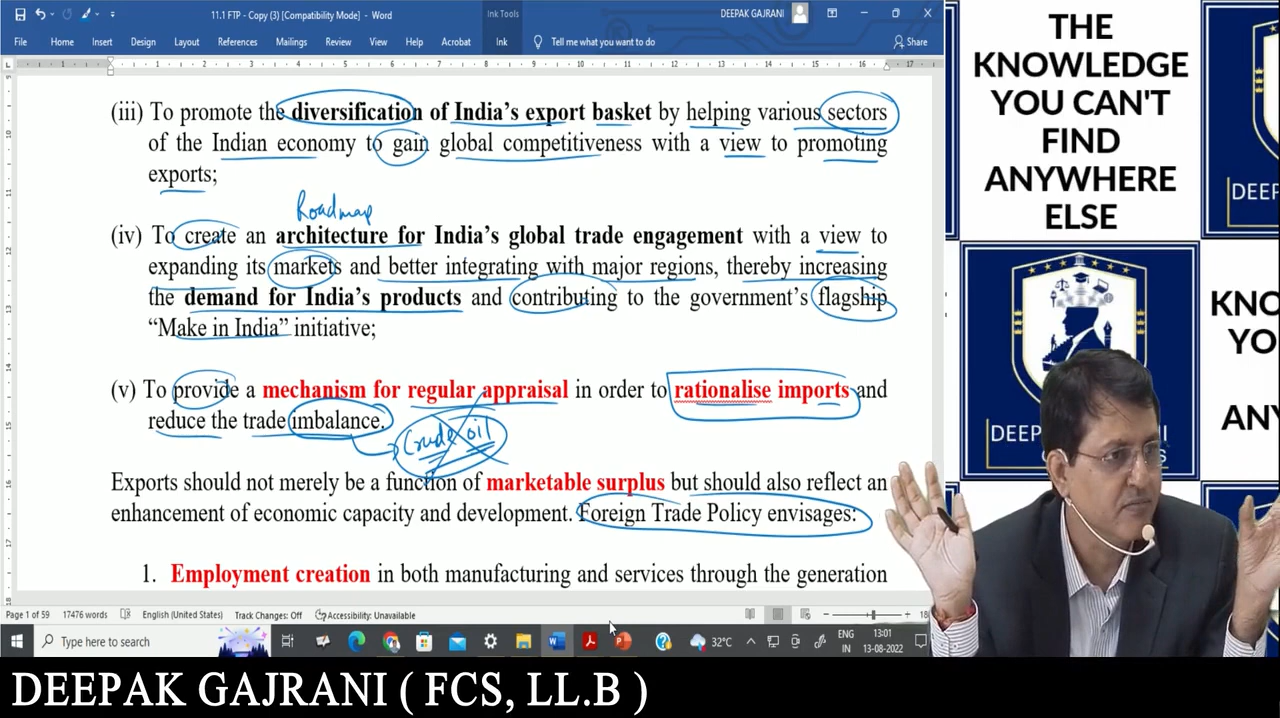 11.1 FTP - Copy (3) [Compatibility Mode] - Word
Ink Tools
DEEPAK GAJRANI
File Home Insert Design Layout References Mailings Review View Help Acrobat Ink Tell me what you want to do Share
(iii) To promote the diversification of India's export basket by helping various sectors
of the Indian economy to gain global competitiveness with a view to promoting
exports;
Roadmap
(iv) To create an architecture for India's global trade engagement with a view to
expanding its markets and better integrating with major regions, thereby increasing
the demand for India's products and contributing to the government's flagship
“Make in India” initiative;
(v) To provide a mechanism for regular appraisal in order to rationalise imports and
reduce the trade imbalance.
Crude oil
Exports should not merely be a function of marketable surplus but should also reflect an
enhancement of economic capacity and development. Foreign Trade Policy envisages:
1. Employment creation in both manufacturing and services through the generation
Page 1 of 59 17476 words English (United States) Track Changes: Off Accessibility: Unavailable
Type here to search
32°C
ENG
IN
13:01
13-08-2022
THE
KNOWLEDGE
YOU CAN'T
FIND
ANYWHERE
ELSE
DEEP
KNO
YO
ANY
DEEP
DEEPAK GAJRANI ( FCS, LL.B )